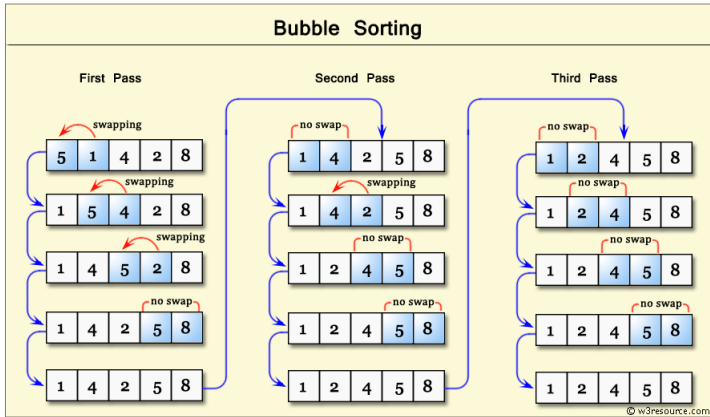 Bubble Sorting
First Pass
swapping
5 1 4 2 8
swapping
1 5 4 2 8
swapping
1 4 5 2 8
no swap
1 4 2 5 8
1 4 2 5 8
Second Pass
no swap
1 4 2 5 8
swapping
1 4 2 5 8
no swap
1 2 4 5 8
no swap
1 2 4 5 8
1 2 4 5 8
Third Pass
no swap
1 2 4 5 8
no swap
1 2 4 5 8
no swap
1 2 4 5 8
no swap
1 2 4 5 8
1 2 4 5 8
© w3resource.com